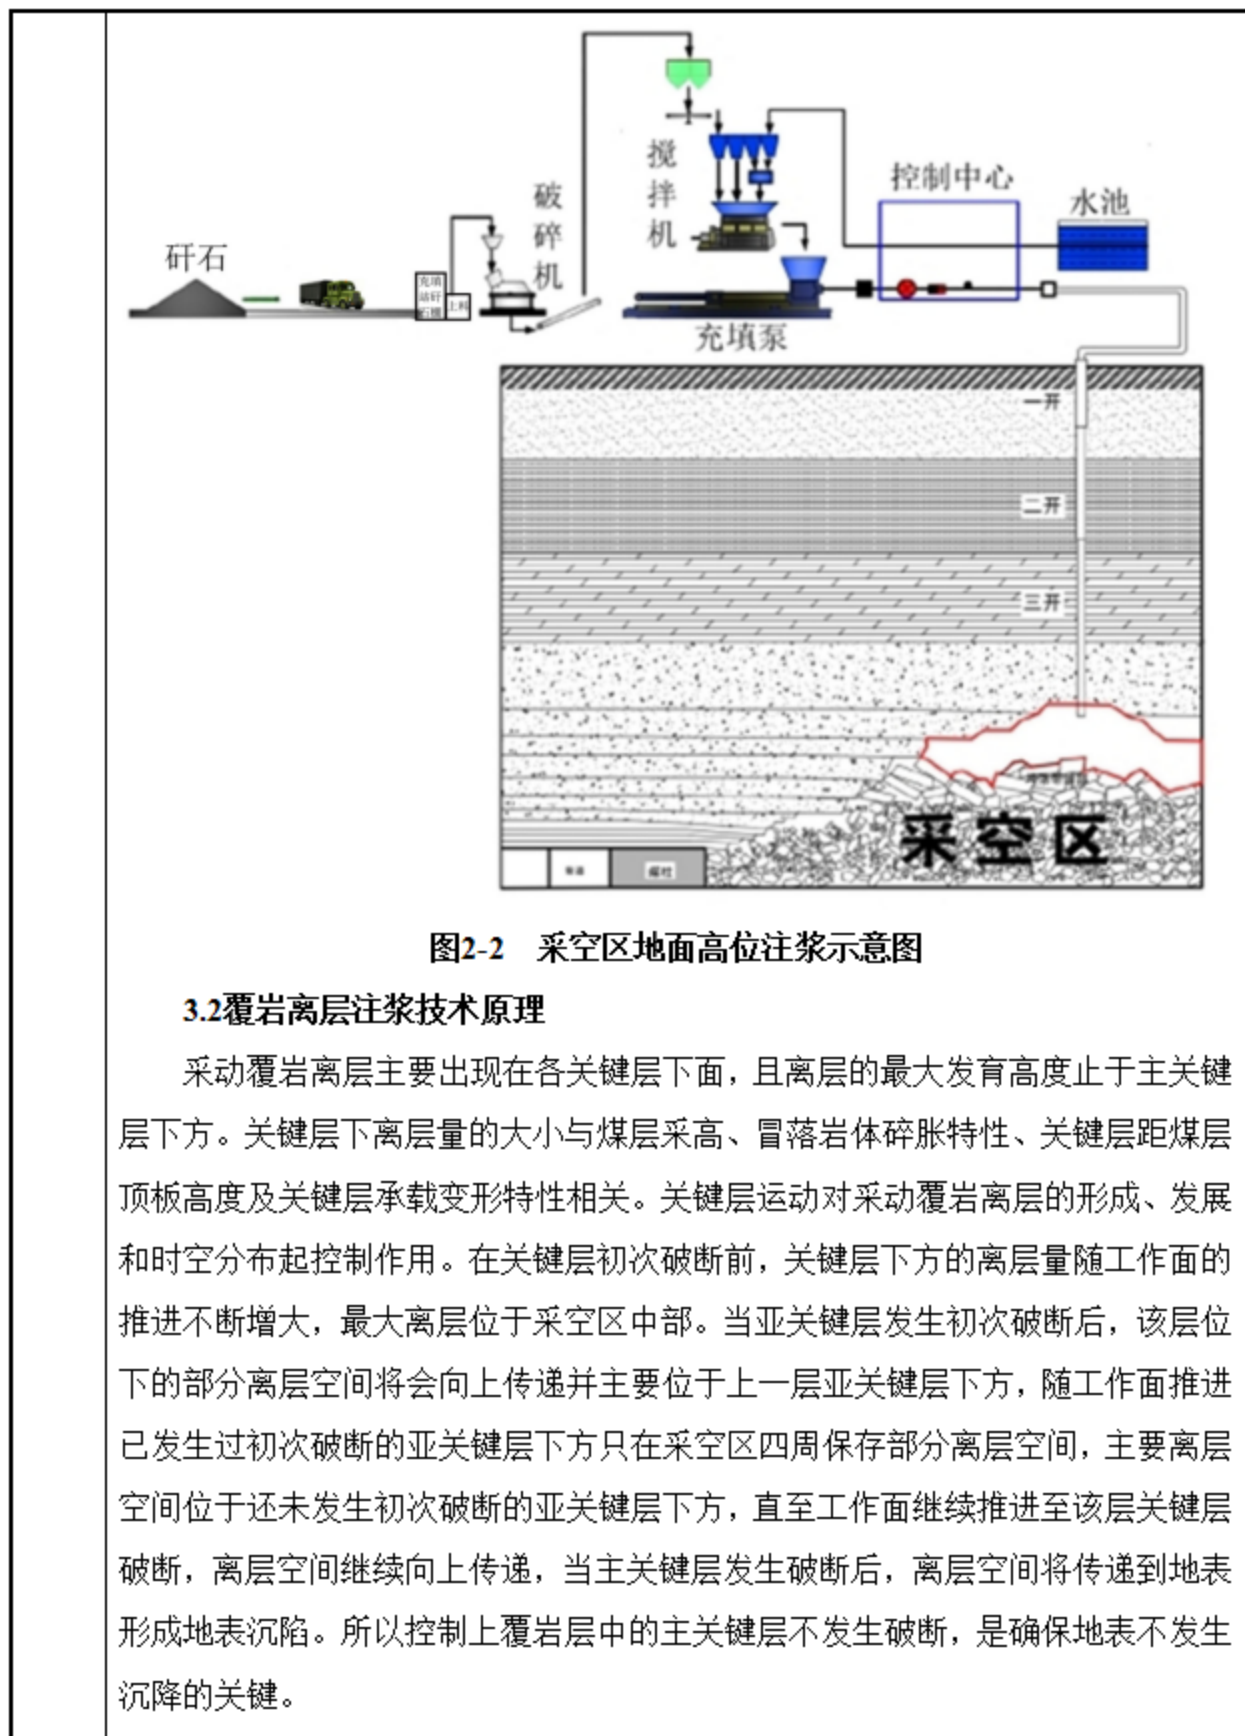 控制中心
搅拌机
水池
破碎机
矸石
充填站矸石棚
上料
充填泵
一开
二开
三开
采空区
煤柱
图2-2 采空区地面高位注浆示意图
3.2覆岩离层注浆技术原理
采动覆岩离层主要出现在各关键层下面，且离层的最大发育高度止于主关键
层下方。关键层下离层量的大小与煤层采高、冒落岩体碎胀特性、关键层距煤层
顶板高度及关键层承载变形特性相关。关键层运动对采动覆岩离层的形成、发展
和时空分布起控制作用。在关键层初次破断前，关键层下方的离层量随工作面的
推进不断增大，最大离层位于采空区中部。当亚关键层发生初次破断后，该层位
下的部分离层空间将会向上传递并主要位于上一层亚关键层下方，随工作面推进
已发生过初次破断的亚关键层下方只在采空区四周保存部分离层空间，主要离层
空间位于还未发生初次破断的亚关键层下方，直至工作面继续推进至该层关键层
破断，离层空间继续向上传递，当主关键层发生破断后，离层空间将传递到地表
形成地表沉陷。所以控制上覆岩层中的主关键层不发生破断，是确保地表不发生
沉降的关键。